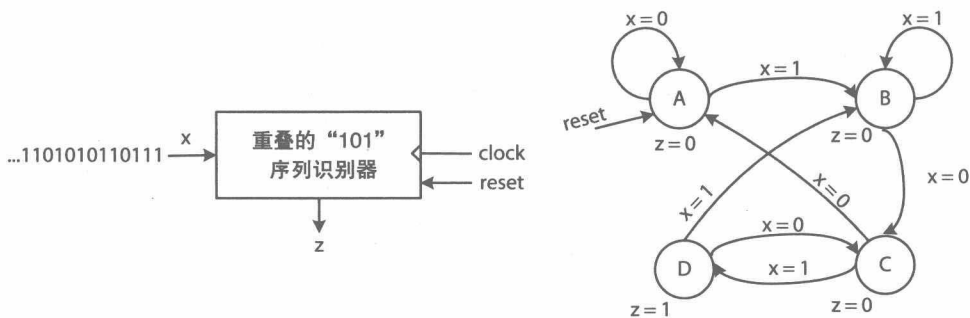 x=0
x=1
x=1
A
B
reset
z=0
z=0
x
重叠的“101”
序列识别器
...1101010110111
clock
reset
z
x=0
x=1
x=0
x=0
D
C
x=1
z=1
z=0